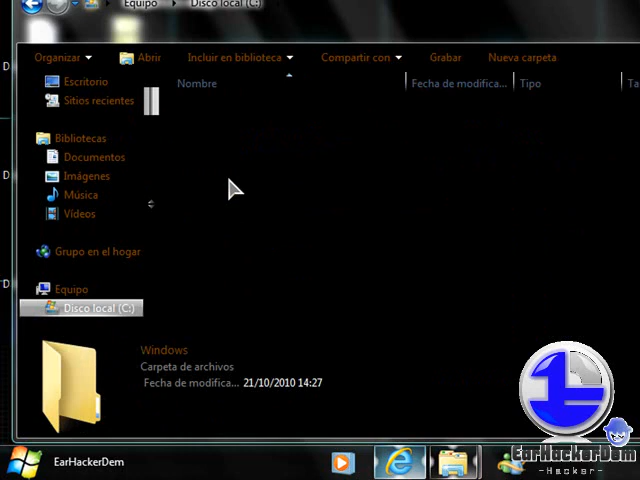 Equipo Disco local (C:)
Organizar Abrir Incluir en biblioteca Compartir con Grabar Nueva carpeta
Nombre Fecha de modifica... Tipo Ta
Escritorio
Sitios recientes
Bibliotecas
Documentos
Imágenes
Música
Vídeos
Grupo en el hogar
Equipo
Disco local (C:)
Windows
Carpeta de archivos
Fecha de modifica... 21/10/2010 14:27
D
D
D
EarHackerDem
-Hacker-
EarHackerDem